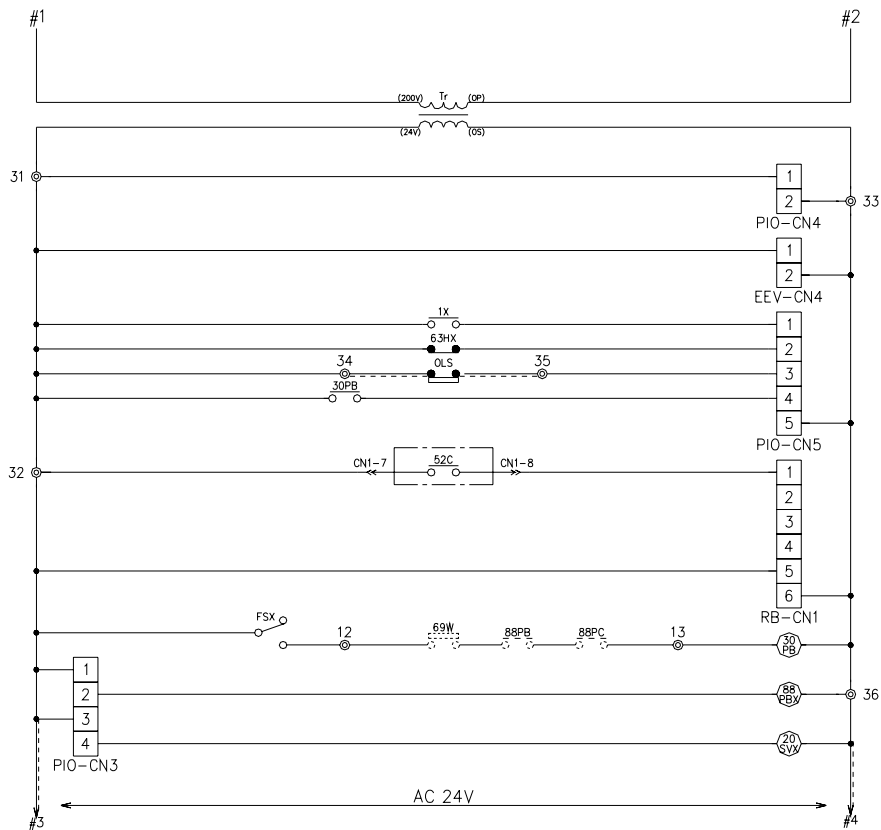 #1 #2
Tr
(200V) (0P)
(24V) (0S)
31 1
2 33
PIO-CN4
1
2
EEV-CN4
1X 1
63HX 2
34 OLS 35 3
30PB 4
5
PIO-CN5
32 CN1-7 52C CN1-8 1
2
3
4
5
6
RB-CN1
FSX 12 69W 88PB 88PC 13 30 PB
1
2 88 PBX 36
3
4 20 SVX
PIO-CN3
AC 24V
#3 #4